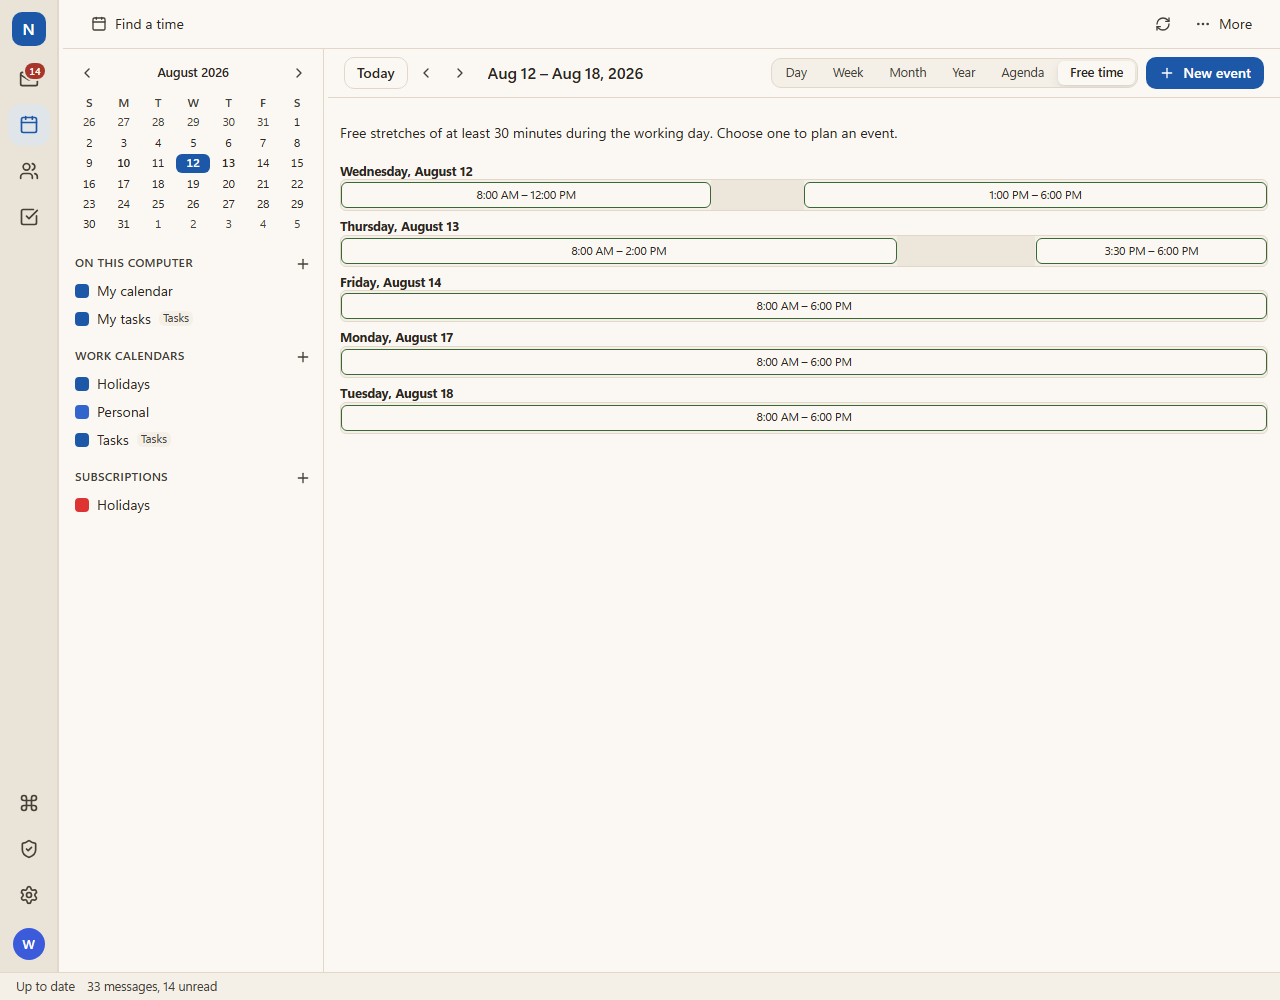 N
Find a time
More
14
August 2026
Today
Aug 12 – Aug 18, 2026
Day Week Month Year Agenda Free time
New event
S M T W T F S
26 27 28 29 30 31 1
2 3 4 5 6 7 8
9 10 11 12 13 14 15
16 17 18 19 20 21 22
23 24 25 26 27 28 29
30 31 1 2 3 4 5
ON THIS COMPUTER
My calendar
My tasks Tasks
WORK CALENDARS
Holidays
Personal
Tasks Tasks
SUBSCRIPTIONS
Holidays
Free stretches of at least 30 minutes during the working day. Choose one to plan an event.
Wednesday, August 12
8:00 AM – 12:00 PM 1:00 PM – 6:00 PM
Thursday, August 13
8:00 AM – 2:00 PM 3:30 PM – 6:00 PM
Friday, August 14
8:00 AM – 6:00 PM
Monday, August 17
8:00 AM – 6:00 PM
Tuesday, August 18
8:00 AM – 6:00 PM
W
Up to date 33 messages, 14 unread